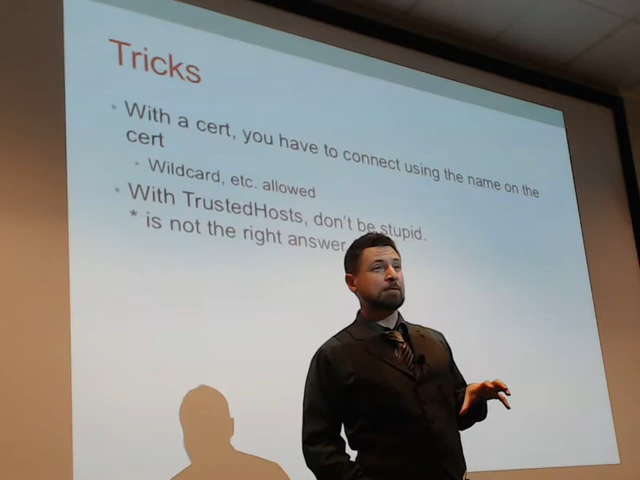 Tricks
With a cert, you have to connect using the name on the
cert
Wildcard, etc. allowed
With TrustedHosts, don't be stupid.
* is not the right answer